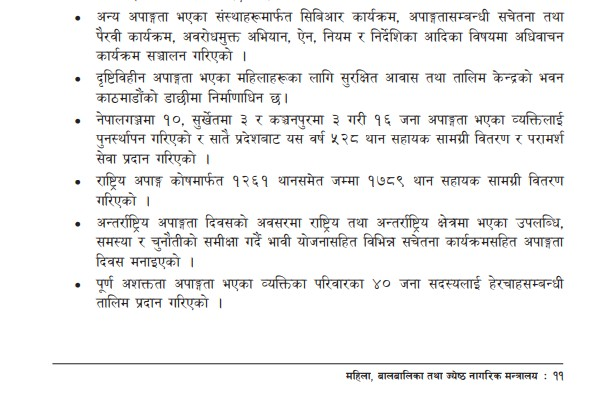 • अन्य अपाङ्गता भएका संस्थाहरूमार्फत सिबिआर कार्यक्रम, अपाङ्गतासम्बन्धी सचेतना तथा
पैरवी कार्यक्रम, अवरोधमुक्त अभियान, ऐन, नियम र निर्देशिका आदिका विषयमा अधिवाचन
कार्यक्रम सञ्चालन गरिएको ।
• दृष्टिविहीन अपाङ्गता भएका महिलाहरूका लागि सुरक्षित आवास तथा तालिम केन्द्रको भवन
काठमाडौंको डाछीमा निर्माणाधिन छ।
• नेपालगञ्जमा १०, सुर्खेतमा ३ र कञ्चनपुरमा ३ गरी १६ जना अपाङ्गता भएका व्यक्तिलाई
पुनर्स्थापन गरिएको र सातै प्रदेशबाट यस वर्ष ५२८ थान सहायक सामग्री वितरण र परामर्श
सेवा प्रदान गरिएको ।
• राष्ट्रिय अपाङ्ग कोषमार्फत १२६१ थानसमेत जम्मा १७८९ थान सहायक सामग्री वितरण
गरिएको ।
• अन्तर्राष्ट्रिय अपाङ्गता दिवसको अवसरमा राष्ट्रिय तथा अन्तर्राष्ट्रिय क्षेत्रमा भएका उपलब्धि,
समस्या र चुनौतीको समीक्षा गर्दै भावी योजनासहित विभिन्न सचेतना कार्यक्रमसहित अपाङ्गता
दिवस मनाइएको ।
• पूर्ण अशक्तता अपाङ्गता भएका व्यक्तिका परिवारका ४० जना सदस्यलाई हेरचाहसम्बन्धी
तालिम प्रदान गरिएको ।
महिला, बालबालिका तथा ज्येष्ठ नागरिक मन्त्रालय : ११